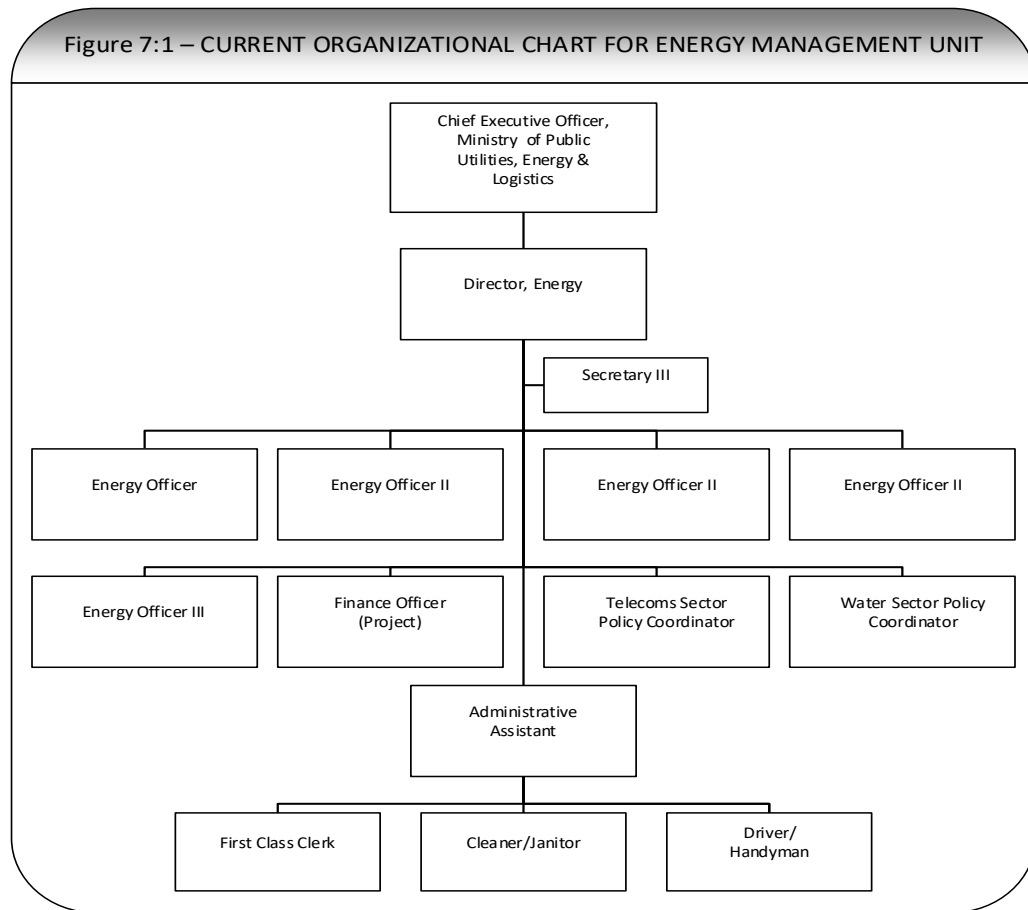 Figure 7:1 – CURRENT ORGANIZATIONAL CHART FOR ENERGY MANAGEMENT UNIT
Chief Executive Officer,
Ministry of Public
Utilities, Energy &
Logistics
Director, Energy
Secretary III
Energy Officer
Energy Officer II
Energy Officer II
Energy Officer II
Energy Officer III
Finance Officer
(Project)
Telecoms Sector
Policy Coordinator
Water Sector Policy
Coordinator
Administrative
Assistant
First Class Clerk
Cleaner/Janitor
Driver/
Handyman